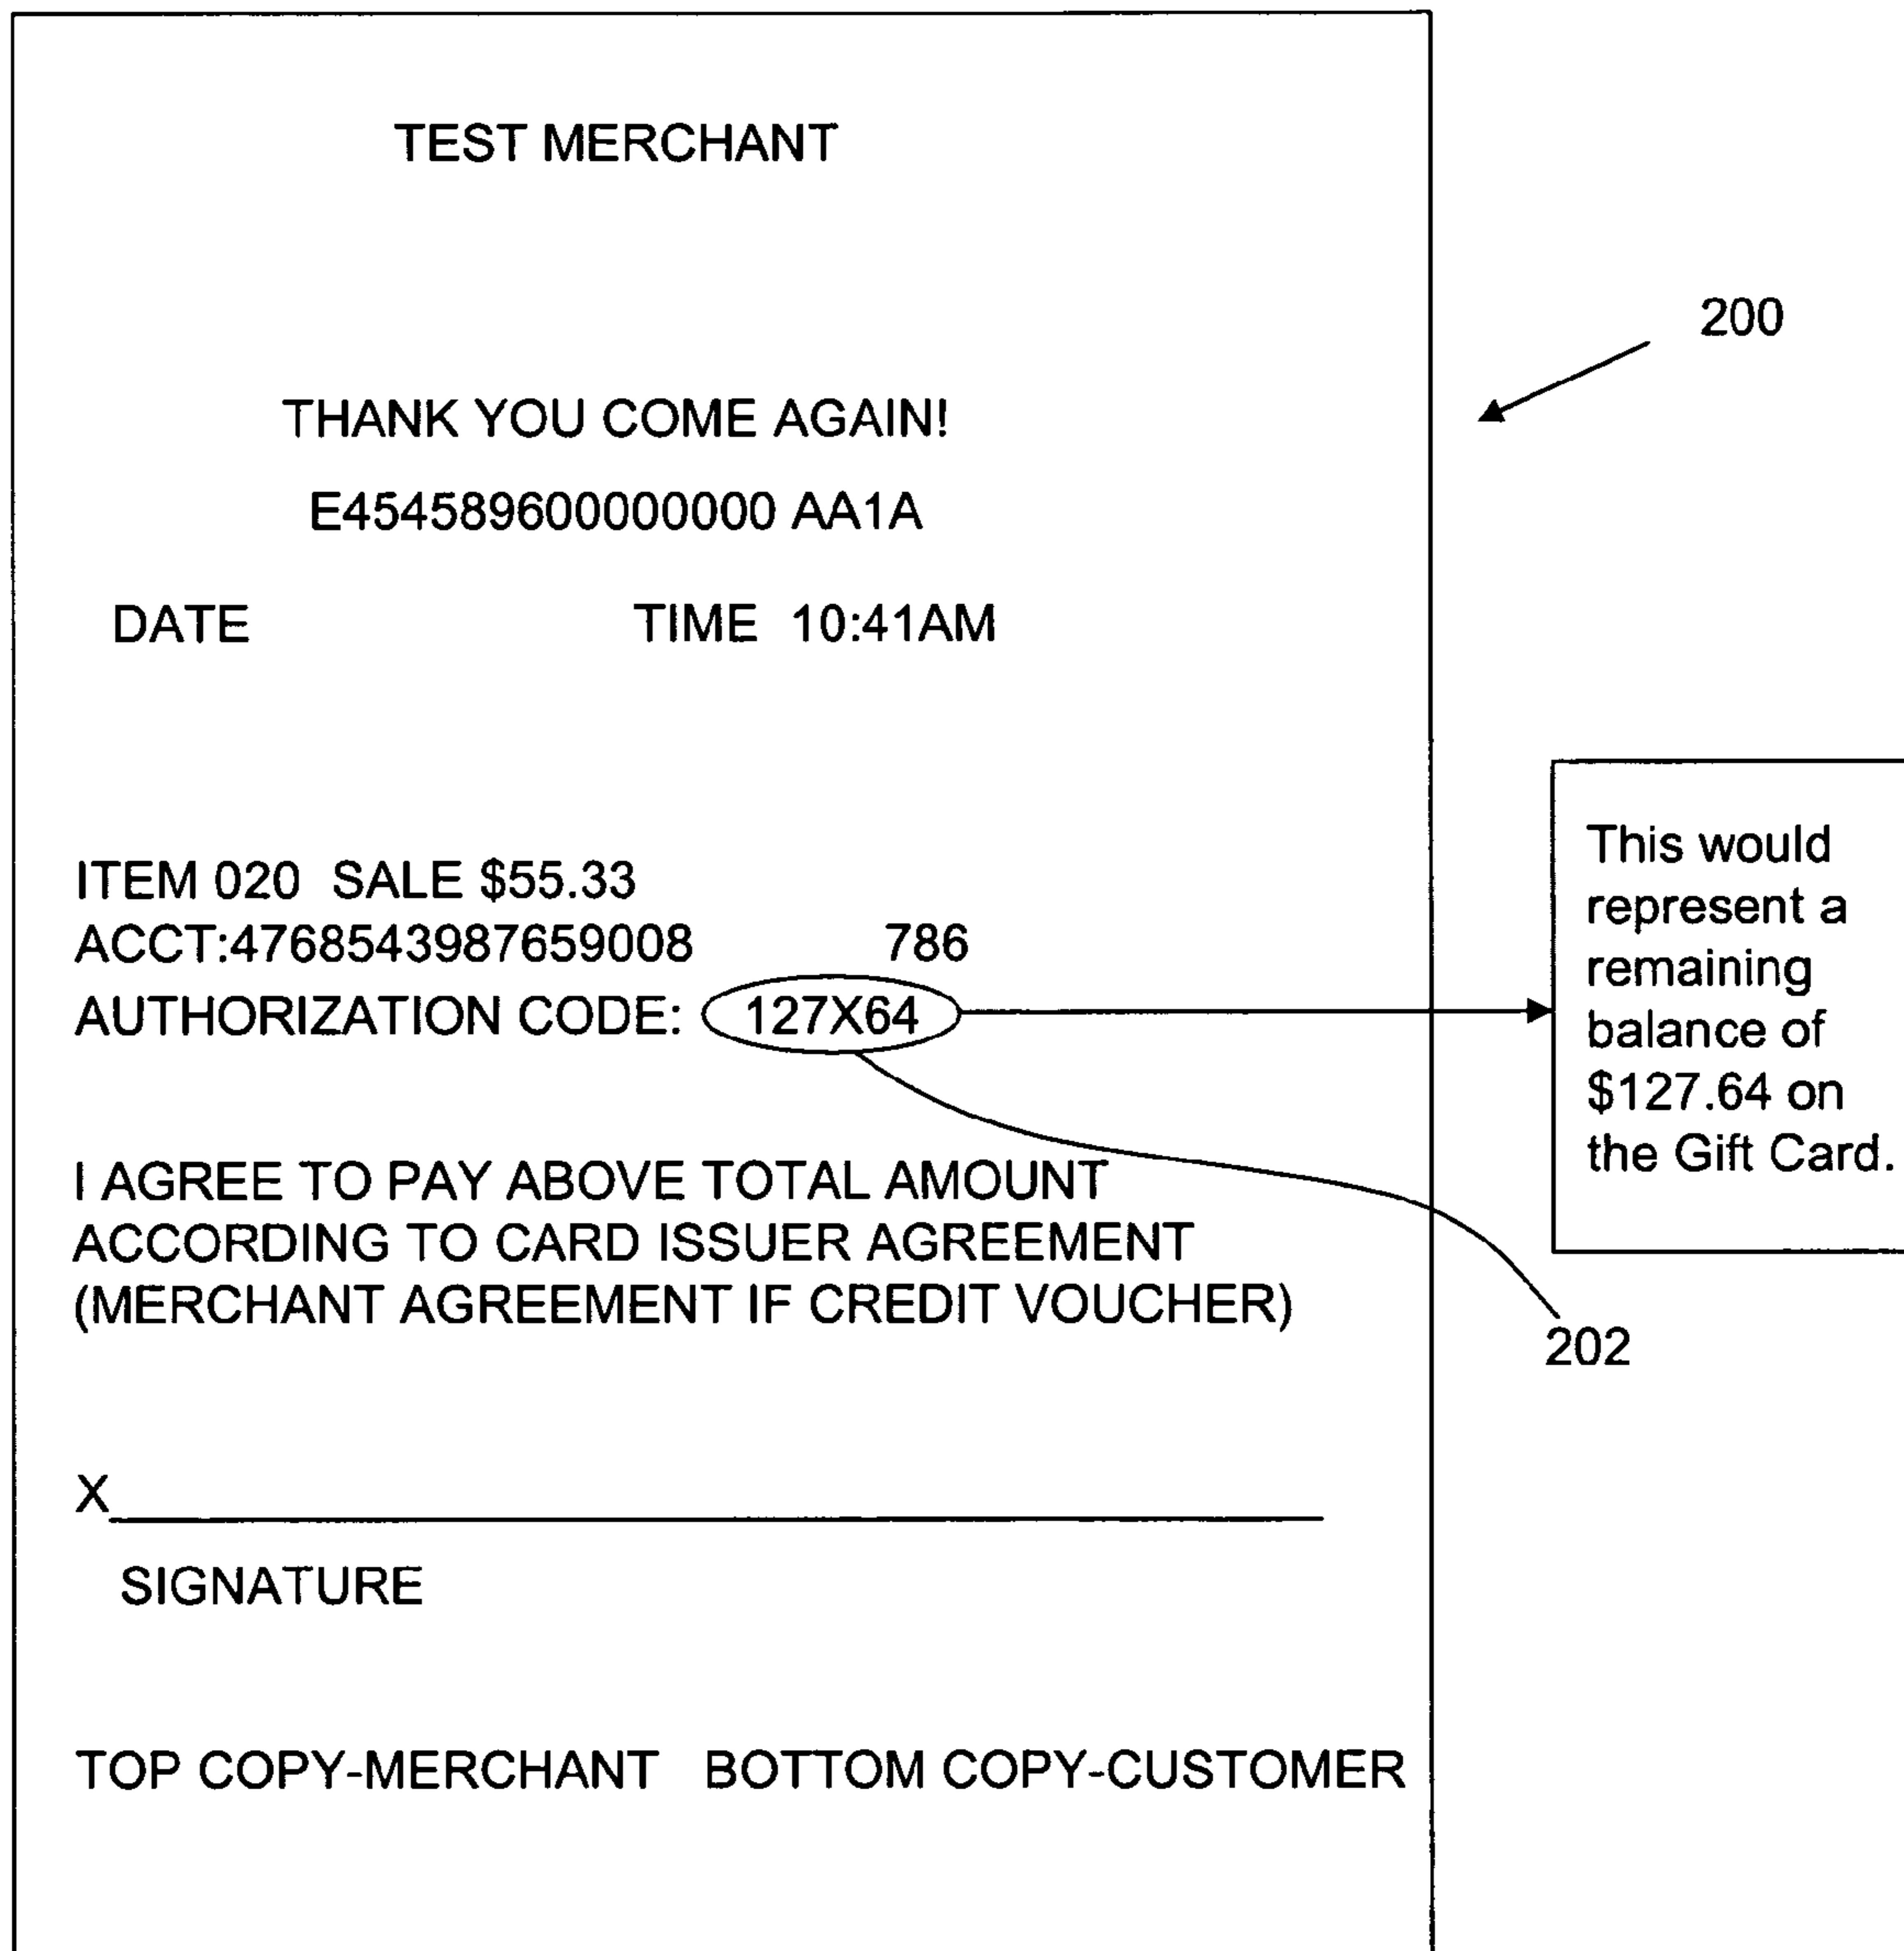 TEST MERCHANT
200
THANK YOU COME AGAIN!
E454589600000000 AA1A
DATE TIME 10:41AM
ITEM 020 SALE $55.33
ACCT:4768543987659008 786
AUTHORIZATION CODE: 127X64
This would
represent a
remaining
balance of
$127.64 on
the Gift Card.
I AGREE TO PAY ABOVE TOTAL AMOUNT
ACCORDING TO CARD ISSUER AGREEMENT
(MERCHANT AGREEMENT IF CREDIT VOUCHER)
202
X
SIGNATURE
TOP COPY-MERCHANT BOTTOM COPY-CUSTOMER